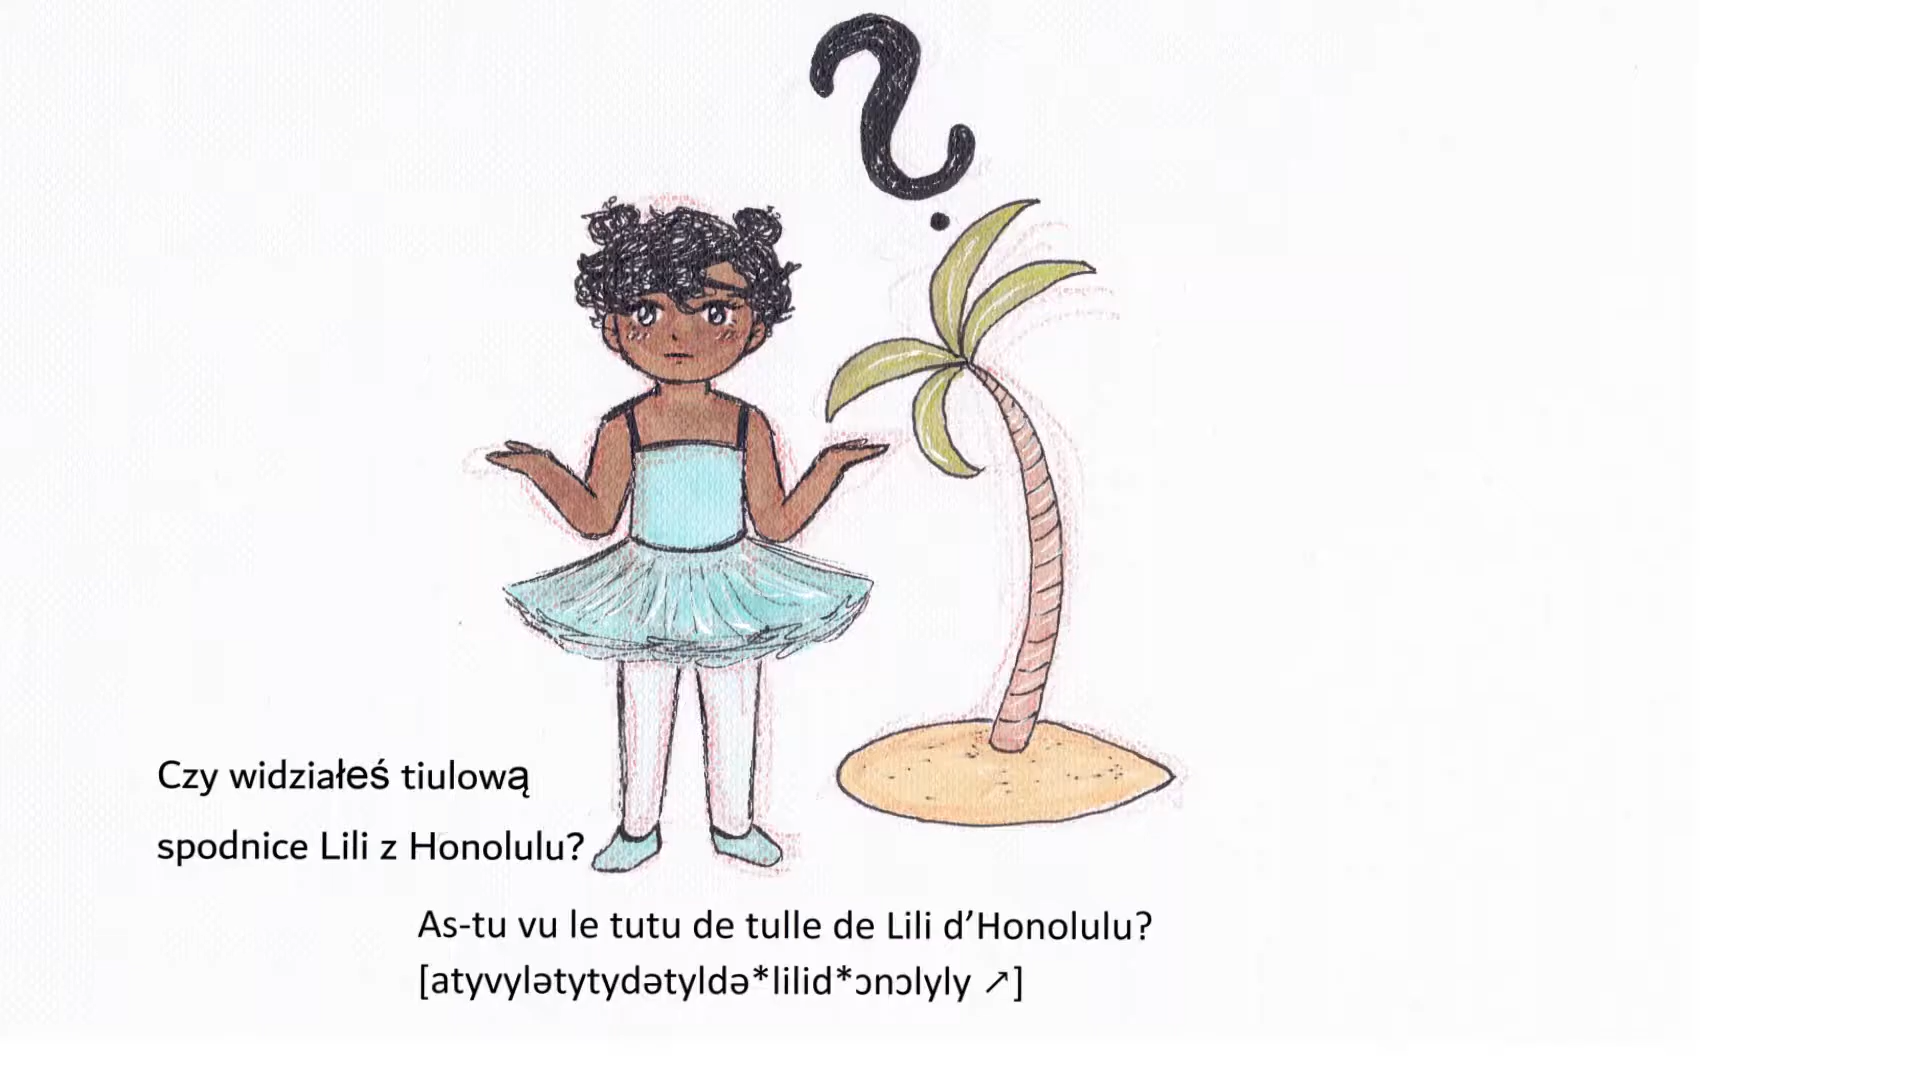 Czy widziałeś tiulową
spodnice Lili z Honolulu?
As-tu vu le tutu de tulle de Lili d’Honolulu?
[atyvylətytydətyldə*lilid*ɔnɔlyly ↗]